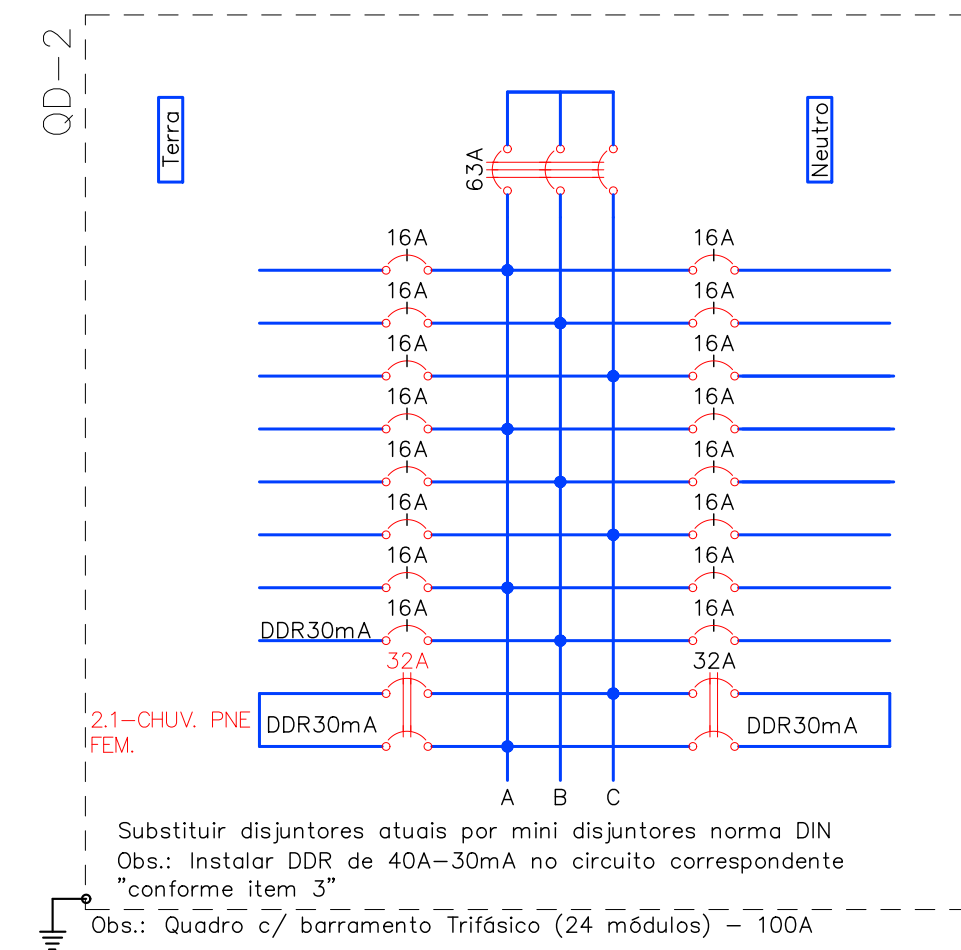 QD-2
Terra
Neutro
63A
16A 16A
16A 16A
16A 16A
16A 16A
16A 16A
16A 16A
16A 16A
16A 16A
DDR30mA
32A 32A
2.1-CHUV. PNE
FEM.
DDR30mA DDR30mA
A B C
Substituir disjuntores atuais por mini disjuntores norma DIN
Obs.: Instalar DDR de 40A-30mA no circuito correspondente
"conforme item 3"
Obs.: Quadro c/ barramento Trifásico (24 módulos) - 100A